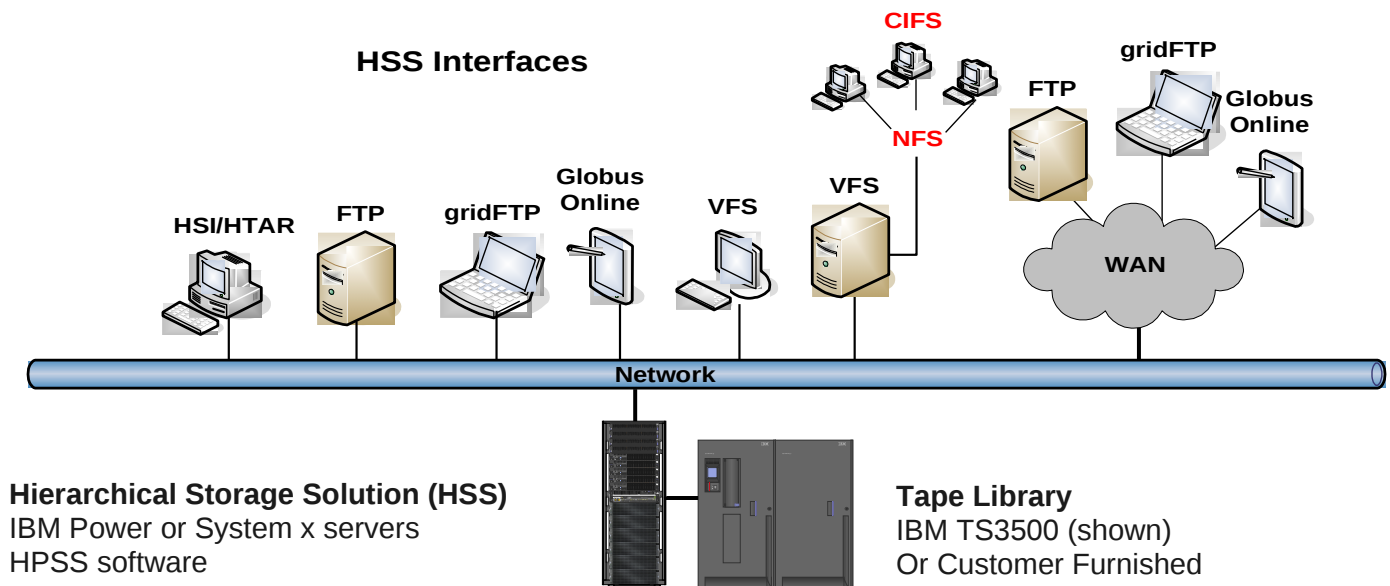 HSS Interfaces
CIFS
NFS
HSI/HTAR
FTP
gridFTP
Globus
Online
VFS
VFS
FTP
gridFTP
Globus
Online
WAN
Network
Hierarchical Storage Solution (HSS)
IBM Power or System x servers
HPSS software
Tape Library
IBM TS3500 (shown)
Or Customer Furnished